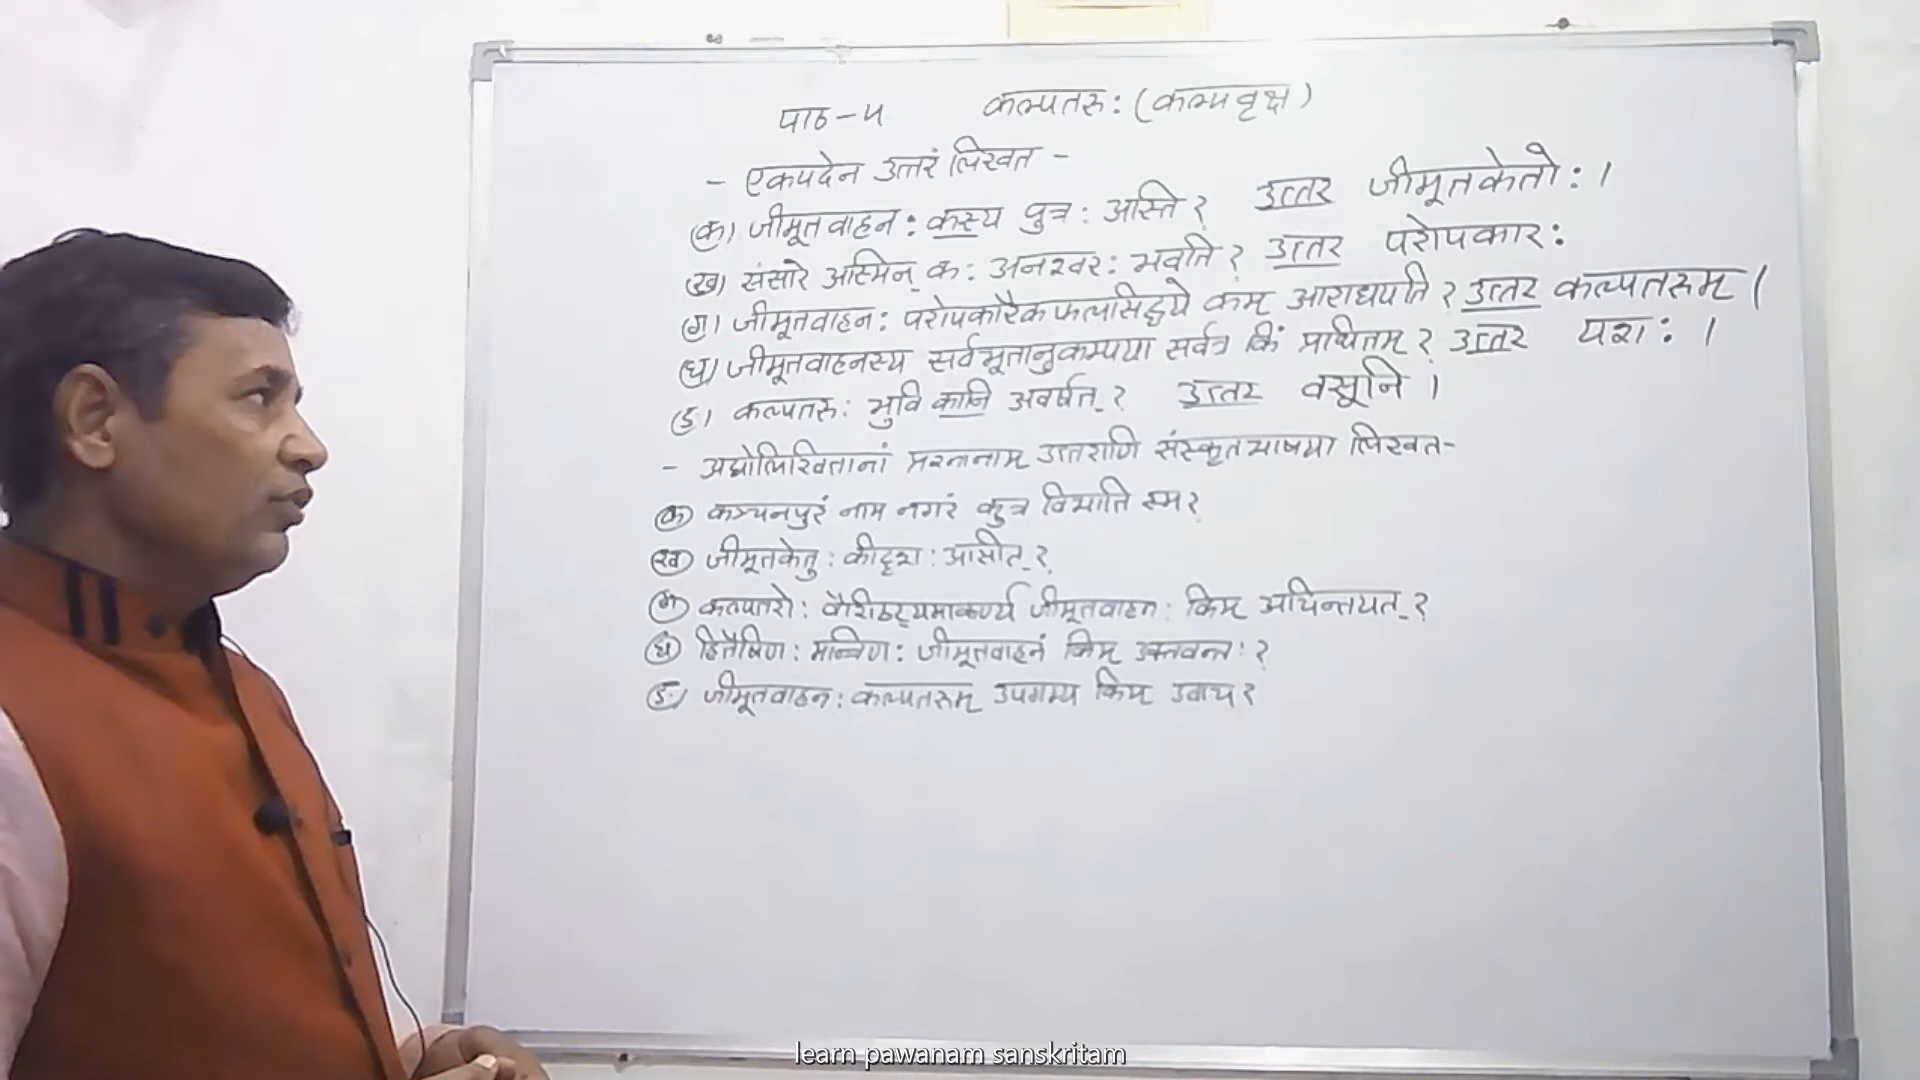 पाठ-५ कल्पतरुः (कल्पवृक्ष)
- एकपदेन उत्तरं लिखत -
(क) जीमूतवाहनः कस्य पुत्रः अस्ति? उत्तर जीमूतकेतोः।
(ख) संसारे अस्मिन् कः अनश्वरः भवति? उत्तर परोपकारः
(ग) जीमूतवाहनः परोपकारैकफलसिद्धये कम् आराधयति? उत्तर कल्पतरुम्।
(घ) जीमूतवाहनस्य सर्वभूतानुकम्पया सर्वत्र किं प्रथितम्? उत्तर यशः।
(ङ) कल्पतरुः भुवि कानि अवर्षत्? उत्तर वसूनि।
- अधोलिखितानां प्रश्नानाम् उत्तराणि संस्कृतभाषया लिखत-
(क) कञ्चनपुरं नाम नगरं कुत्र विभाति स्म?
(ख) जीमूतकेतुः कीदृशः आसीत्?
(ग) कल्पतरोः वैशिष्ट्यमाकर्ण्य जीमूतवाहनः किम् अचिन्तयत्?
(घ) हितैषिणः मन्त्रिणः जीमूतवाहनं किम् उक्तवन्तः?
(ङ) जीमूतवाहनः कल्पतरुम् उपगम्य किम् उवाच?
learn pawanam sanskritam